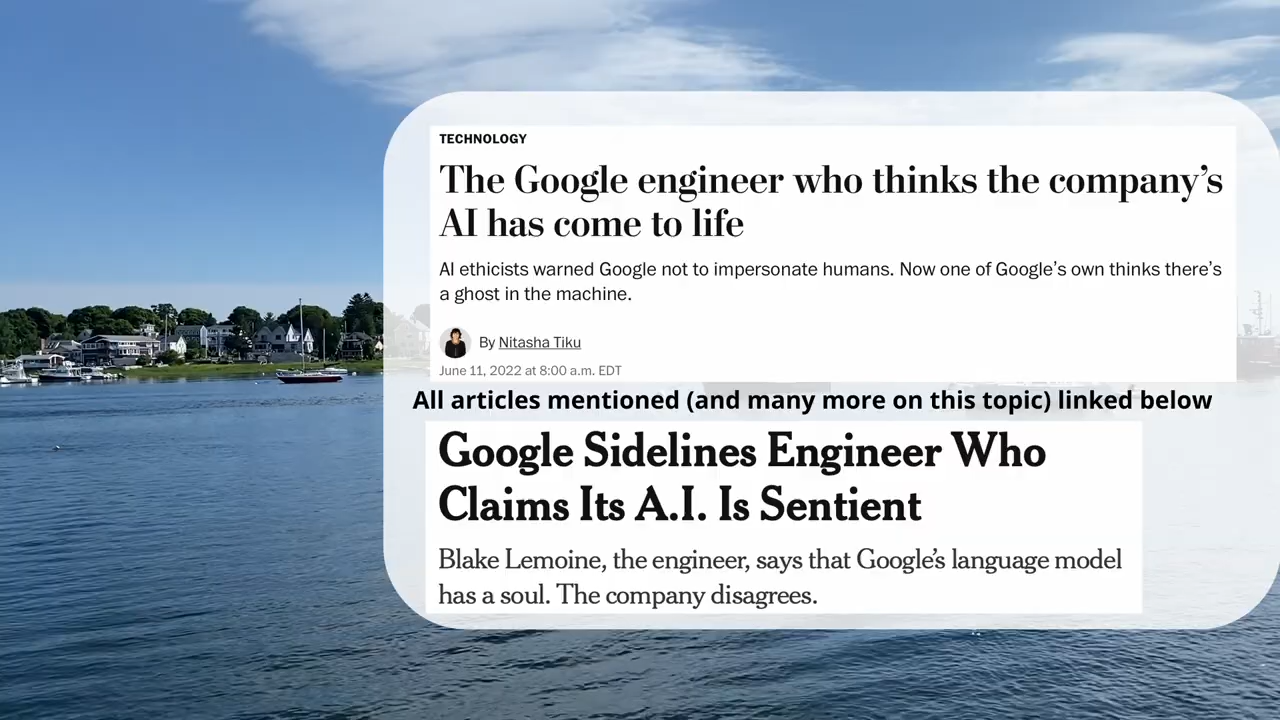 TECHNOLOGY
The Google engineer who thinks the company’s
AI has come to life
AI ethicists warned Google not to impersonate humans. Now one of Google’s own thinks there’s
a ghost in the machine.
By Nitasha Tiku
June 11, 2022 at 8:00 a.m. EDT
All articles mentioned (and many more on this topic) linked below
Google Sidelines Engineer Who
Claims Its A.I. Is Sentient
Blake Lemoine, the engineer, says that Google’s language model
has a soul. The company disagrees.